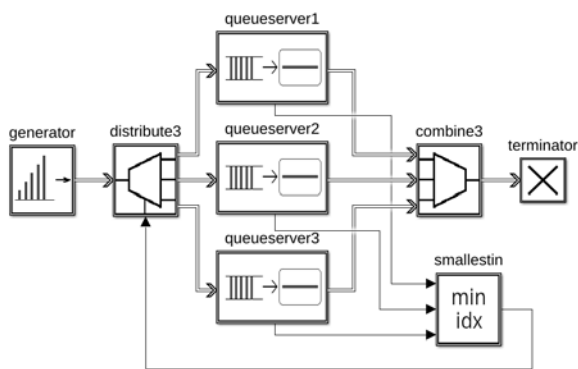 queueserver1
generator
distribute3
queueserver2
combine3
terminator
queueserver3
smallestin
min
idx